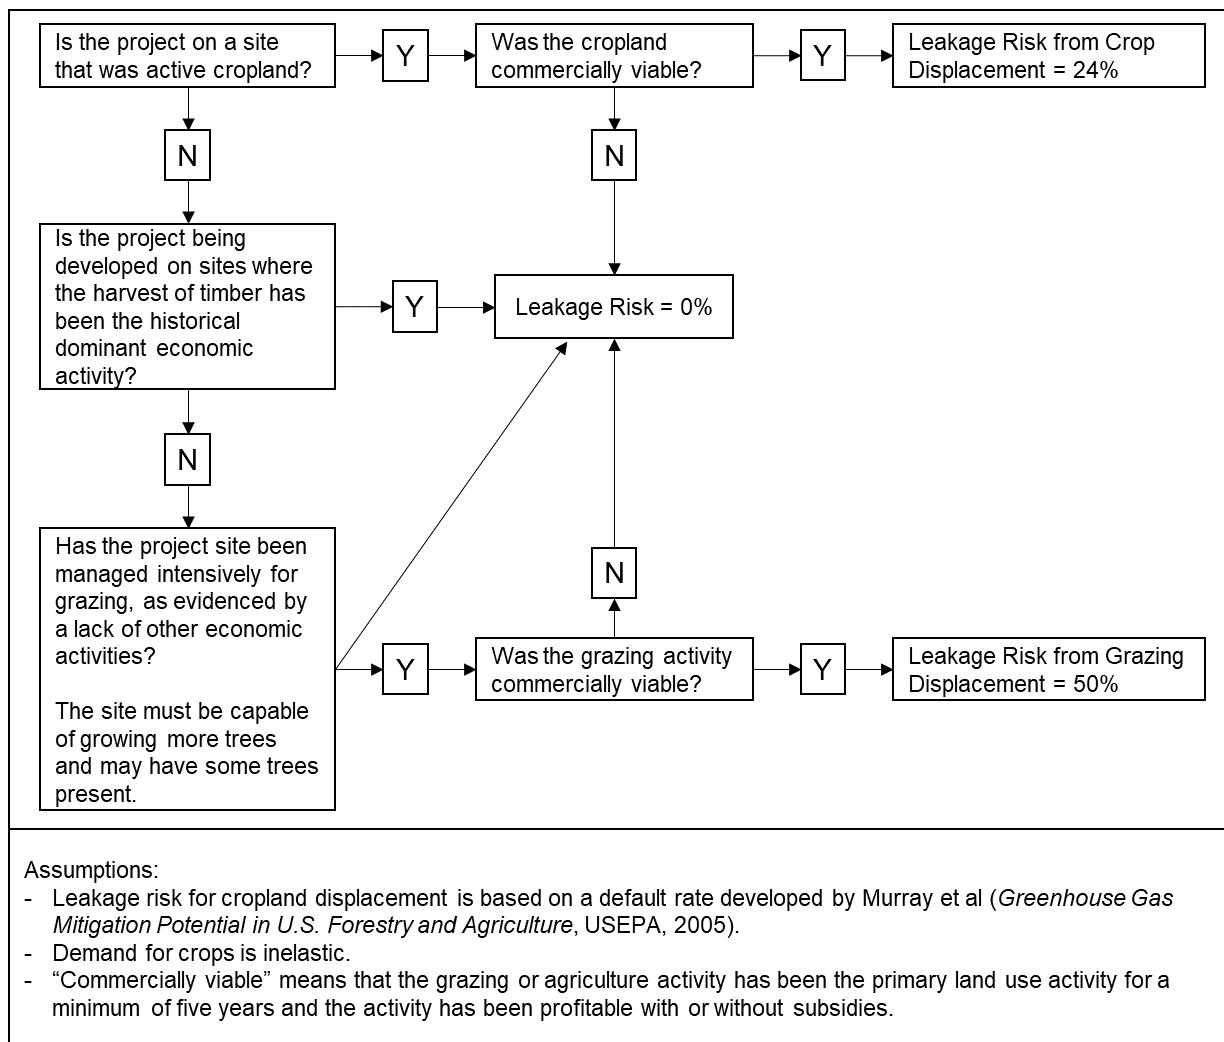 Is the project on a site
that was active cropland?
Y
Was the cropland
commercially viable?
Y
Leakage Risk from Crop
Displacement = 24%
N
N
Is the project being
developed on sites where
the harvest of timber has
been the historical
dominant economic
activity?
Y
Leakage Risk = 0%
N
Has the project site been
managed intensively for
grazing, as evidenced by
a lack of other economic
activities?
The site must be capable
of growing more trees
and may have some trees
present.
N
Y
Was the grazing activity
commercially viable?
Y
Leakage Risk from Grazing
Displacement = 50%
Assumptions:
- Leakage risk for cropland displacement is based on a default rate developed by Murray et al (Greenhouse Gas
Mitigation Potential in U.S. Forestry and Agriculture, USEPA, 2005).
- Demand for crops is inelastic.
- “Commercially viable” means that the grazing or agriculture activity has been the primary land use activity for a
minimum of five years and the activity has been profitable with or without subsidies.